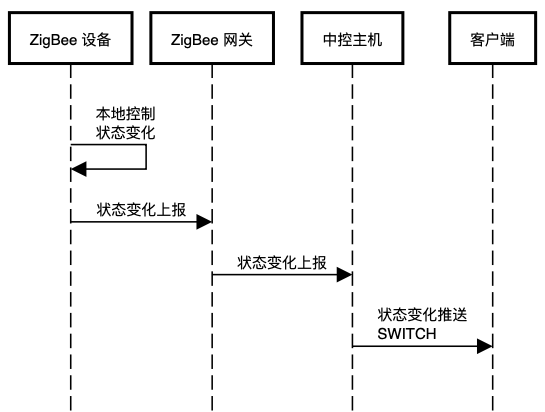 ZigBee 设备
ZigBee 网关
中控主机
客户端
本地控制
状态变化
状态变化上报
状态变化上报
状态变化推送
SWITCH